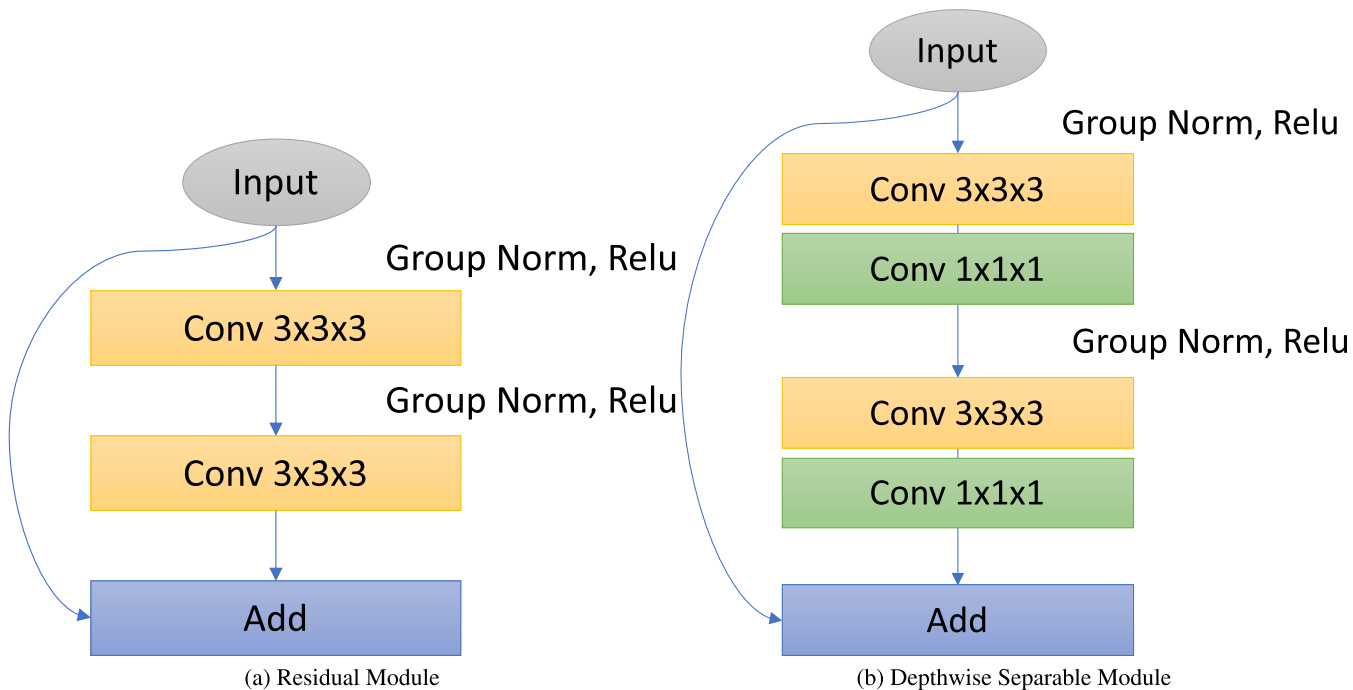 Input
Group Norm, Relu
Conv 3x3x3
Group Norm, Relu
Conv 3x3x3
Add
(a) Residual Module
Input
Group Norm, Relu
Conv 3x3x3
Conv 1x1x1
Group Norm, Relu
Conv 3x3x3
Conv 1x1x1
Add
(b) Depthwise Separable Module